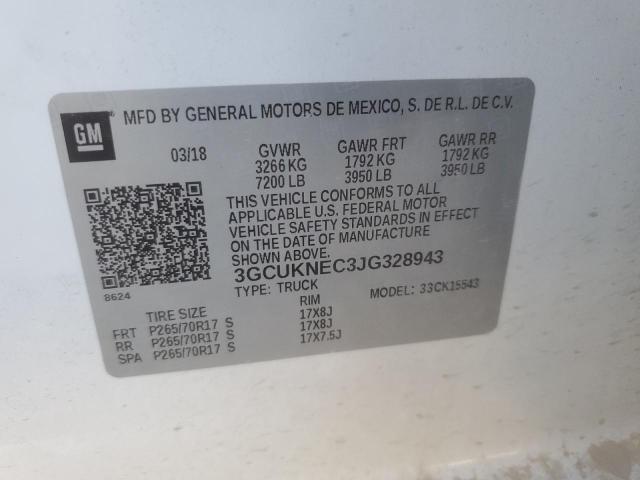 GM
MFD BY GENERAL MOTORS DE MEXICO, S. DE R.L. DE C.V.
03/18 GVWR GAWR FRT GAWR RR
3266 KG 1792 KG 1792 KG
7200 LB 3950 LB 3950 LB
THIS VEHICLE CONFORMS TO ALL
APPLICABLE U.S. FEDERAL MOTOR
VEHICLE SAFETY STANDARDS IN EFFECT
ON THE DATE OF MANUFACTURE
SHOWN ABOVE.
3GCUKNEC3JG328943
8624
TYPE: TRUCK MODEL: 33CK15543
TIRE SIZE RIM
FRT P265/70R17 S 17X8J
RR P265/70R17 S 17X8J
SPA P265/70R17 S 17X7.5J